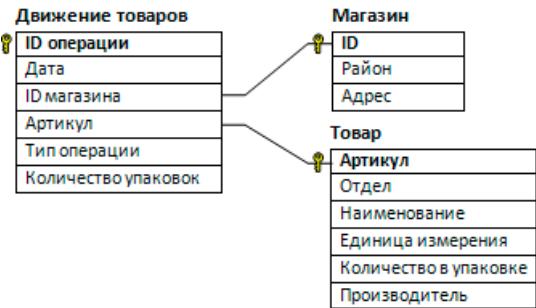 Движение товаров
ID операции
Дата
ID магазина
Артикул
Тип операции
Количество упаковок
Магазин
ID
Район
Адрес
Товар
Артикул
Отдел
Наименование
Единица измерения
Количество в упаковке
Производитель